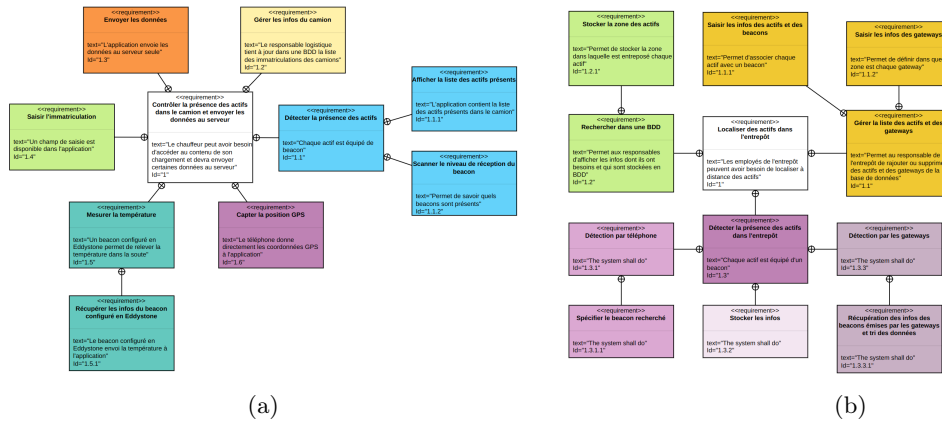 <<requirement>>
Envoyer les données
text="L'application envoie les
données au serveur seule"
Id="1.3"
<<requirement>>
Gérer les infos du camion
text="Le responsable logistique
tient à jour dans une BDD la liste
des immatriculations des camions"
Id="1.2"
<<requirement>>
Afficher la liste des actifs présents
text="L'application contient la liste
des actifs présents dans le camion"
Id="1.1.1"
<<requirement>>
Contrôler la présence des actifs
dans le camion et envoyer les
données au serveur
text="Le chauffeur peut avoir besoin
d'accéder au contenu de son
chargement et devra envoyer
certaines données au serveur"
Id="1"
<<requirement>>
Saisir l'immatriculation
text="Un champ de saisie est
disponible dans l'application"
Id="1.4"
<<requirement>>
Détecter la présence des actifs
text="Chaque actif est équipé de
beacon"
Id="1.1"
<<requirement>>
Scanner le niveau de réception du
beacon
text="Permet de savoir quels
beacons sont présents"
Id="1.1.2"
<<requirement>>
Mesurer la température
text="Un beacon configuré en
Eddystone permet de relever la
température dans la soute"
Id="1.5"
<<requirement>>
Capter la position GPS
text="Le téléphone donne
directement les coordonnées GPS
à l'application"
Id="1.6"
<<requirement>>
Récupérer les infos du beacon
configuré en Eddystone
text="Le beacon configuré en
Eddystone envoi la température à
l'application"
Id="1.5.1"
(a)
<<requirement>>
Stocker la zone des actifs
text="Permet de stocker la zone
dans laquelle est entreposé chaque
actif"
Id="1.2.1"
<<requirement>>
Saisir les infos des actifs et des
beacons
text="Permet d'associer chaque
actif avec un beacon"
Id="1.1.1"
<<requirement>>
Saisir les infos des gateways
text="Permet de définir dans que
zone est chaque gateway"
Id="1.1.2"
<<requirement>>
Rechercher dans une BDD
text="Permet aux responsables
d'afficher les infos dont ils ont
besoins et qui sont stockées en
BDD"
Id="1.2"
<<requirement>>
Localiser des actifs dans
l'entrepôt
text="Les employés de l'entrepôt
peuvent avoir besoin de localiser à
distance des actifs"
Id="1"
<<requirement>>
Gérer la liste des actifs et des
gateways
text="Permet au responsable de
l'entrepôt de rajouter ou supprime
des actifs et des gateways de la
base de données"
Id="1.1"
<<requirement>>
Détection par téléphone
text="The system shall do"
Id="1.3.1"
<<requirement>>
Détecter la présence des actifs
dans l'entrepôt
text="Chaque actif est équipé d'un
beacon"
Id="1.3"
<<requirement>>
Détection par les gateways
text="The system shall do"
Id="1.3.3"
<<requirement>>
Spécifier le beacon recherché
text="The system shall do"
Id="1.3.1.1"
<<requirement>>
Stocker les infos
text="The system shall do"
Id="1.3.2"
<<requirement>>
Récupération des infos des
beacons émises par les gateways
et tri des données
text="The system shall do"
Id="1.3.3.1"
(b)